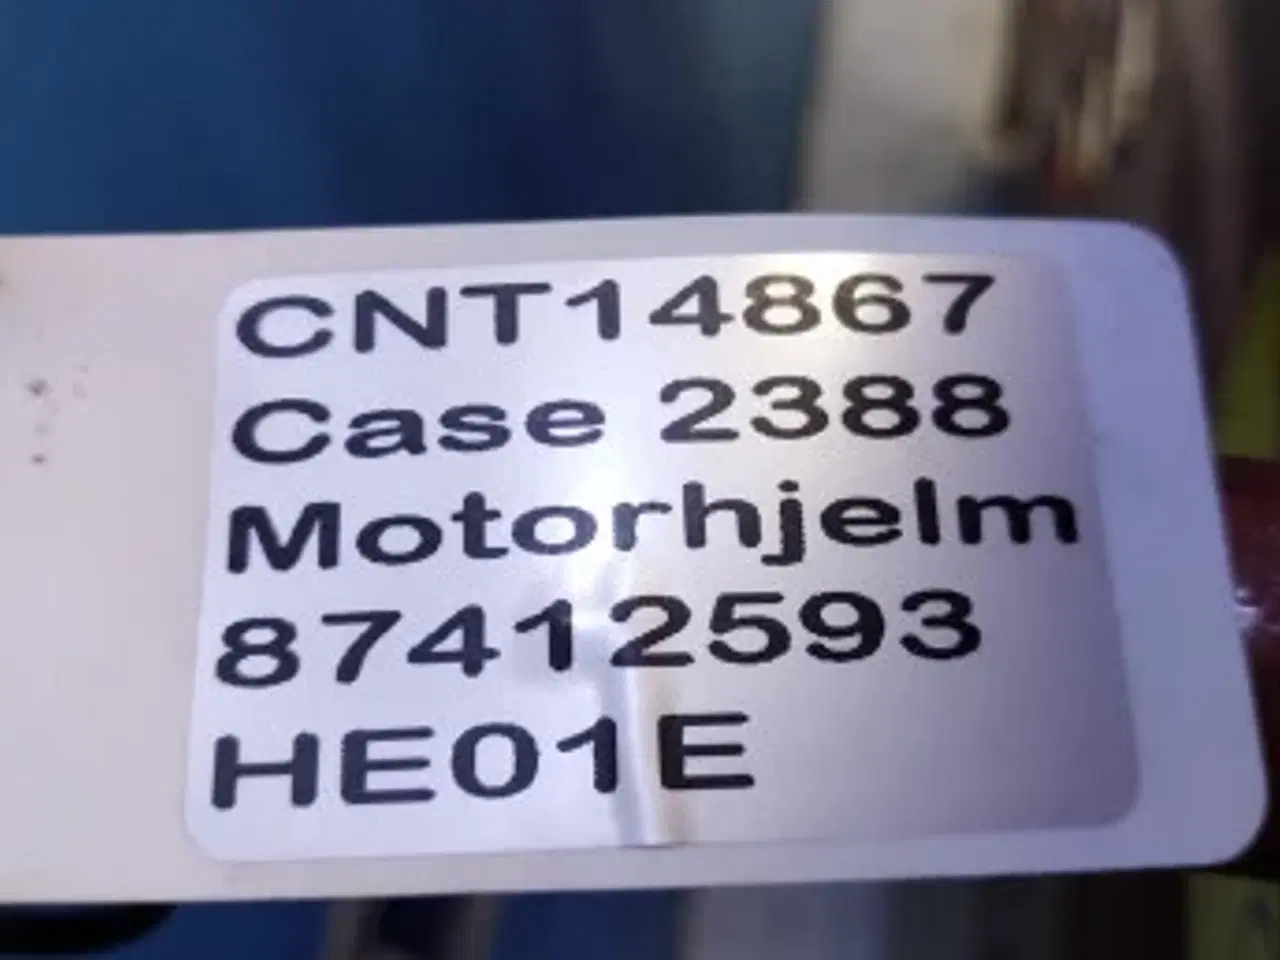 CNT14867
Case 2388
Motorhjelm
87412593
HE01E